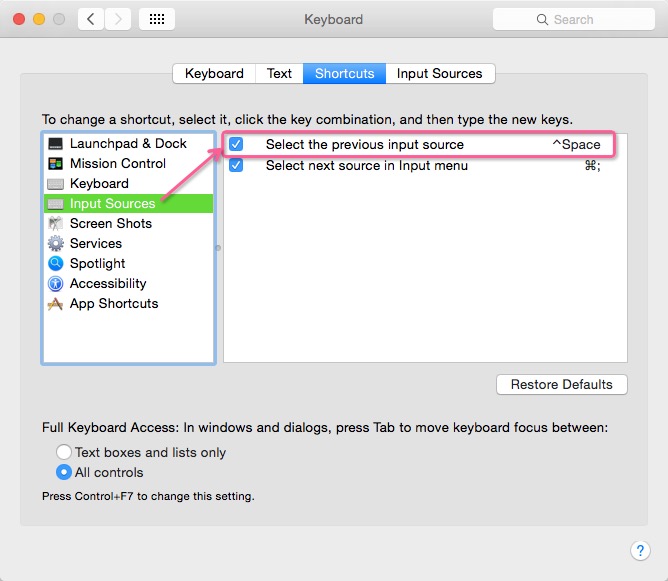 Keyboard
Search
Keyboard Text Shortcuts Input Sources
To change a shortcut, select it, click the key combination, and then type the new keys.
Launchpad & Dock
Mission Control
Keyboard
Input Sources
Screen Shots
Services
Spotlight
Accessibility
App Shortcuts
Select the previous input source ^Space
Select next source in Input menu ⌘;
Restore Defaults
Full Keyboard Access: In windows and dialogs, press Tab to move keyboard focus between:
Text boxes and lists only
All controls
Press Control+F7 to change this setting.
?